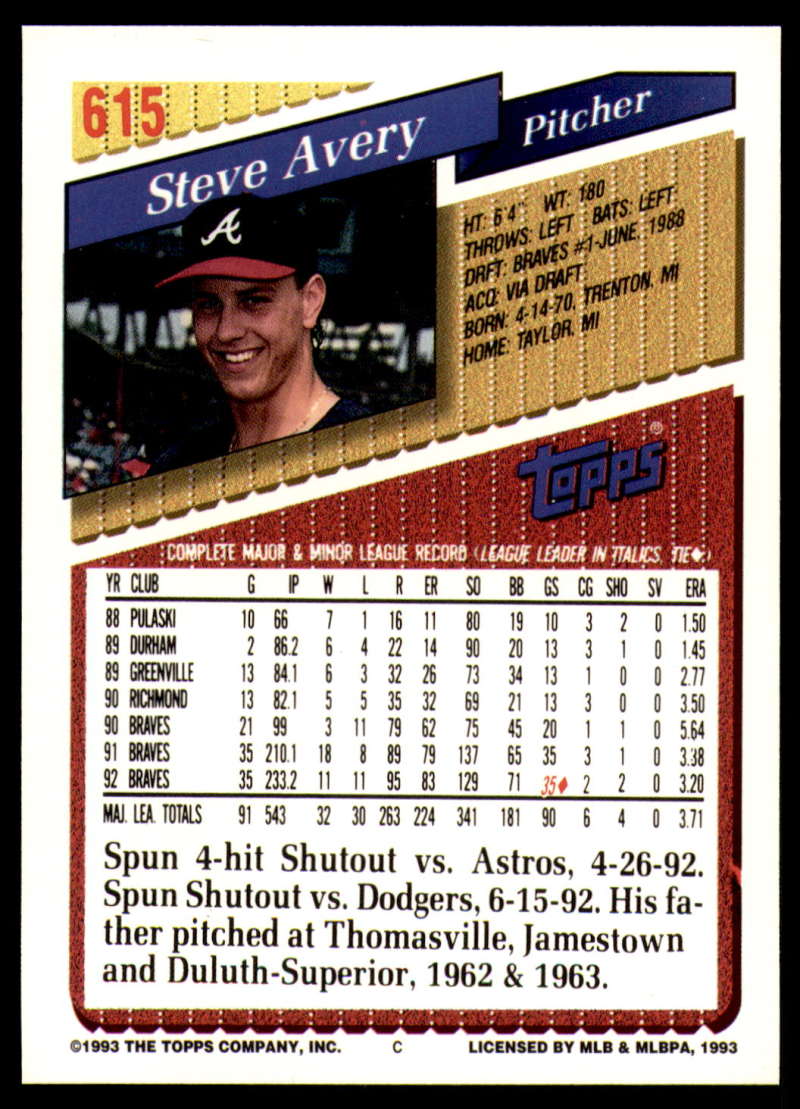 615
Steve Avery
Pitcher
A
HT: 6'4" WT: 180
THROWS: LEFT BATS: LEFT
DRFT: BRAVES #1-JUNE, 1988
ACQ: VIA DRAFT
BORN: 4-14-70, TRENTON, MI
HOME: TAYLOR, MI
TOPPS®
COMPLETE MAJOR & MINOR LEAGUE RECORD (LEAGUE LEADER IN ITALICS, TIE♦)
YR CLUB G IP W L R ER SO BB GS CG SHO SV ERA
88 PULASKI 10 66 7 1 16 11 80 19 10 3 2 0 1.50
89 DURHAM 2 86.2 6 4 22 14 90 20 13 3 1 0 1.45
89 GREENVILLE 13 84.1 6 3 32 26 73 34 13 1 0 0 2.77
90 RICHMOND 13 82.1 5 5 35 32 69 21 13 3 0 0 3.50
90 BRAVES 21 99 3 11 79 62 75 45 20 1 1 0 5.64
91 BRAVES 35 210.1 18 8 89 79 137 65 35 3 1 0 3.38
92 BRAVES 35 233.2 11 11 95 83 129 71 35♦ 2 2 0 3.20
MAJ. LEA. TOTALS 91 543 32 30 263 224 341 181 90 6 4 0 3.71
Spun 4-hit Shutout vs. Astros, 4-26-92.
Spun Shutout vs. Dodgers, 6-15-92. His fa-
ther pitched at Thomasville, Jamestown
and Duluth-Superior, 1962 & 1963.
©1993 THE TOPPS COMPANY, INC. C LICENSED BY MLB & MLBPA, 1993